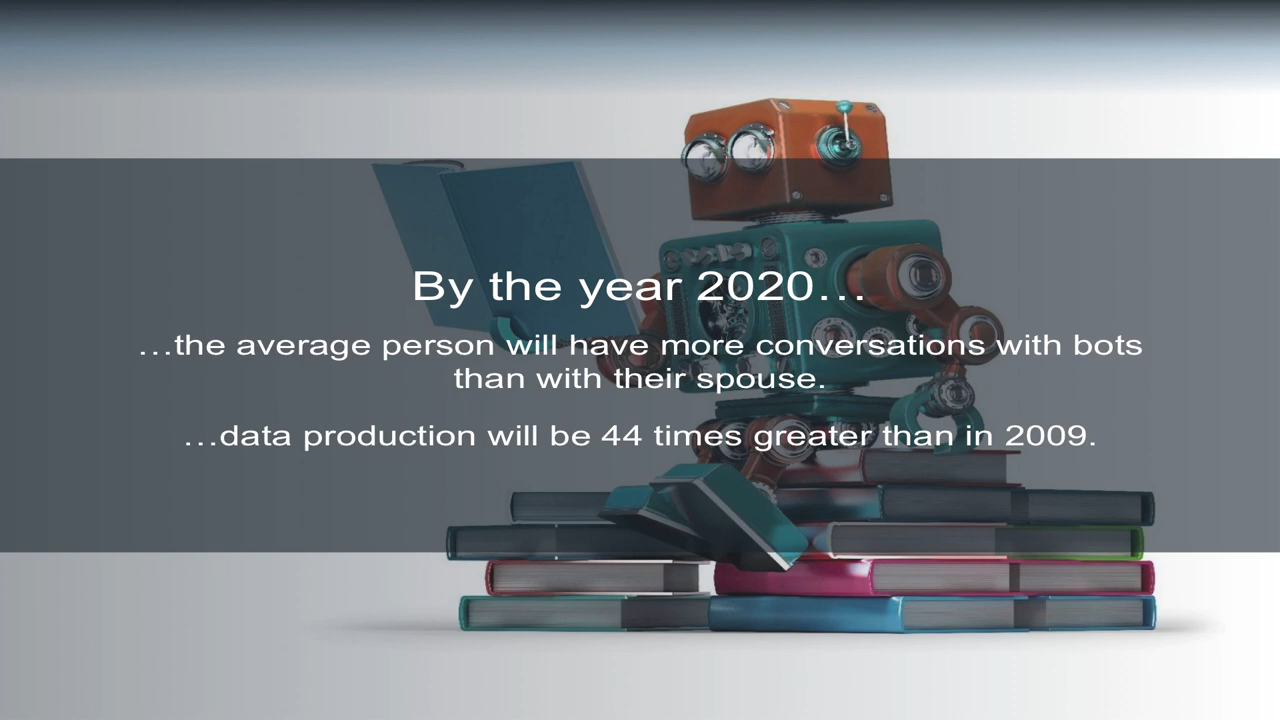 By the year 2020…
…the average person will have more conversations with bots
than with their spouse.
…data production will be 44 times greater than in 2009.